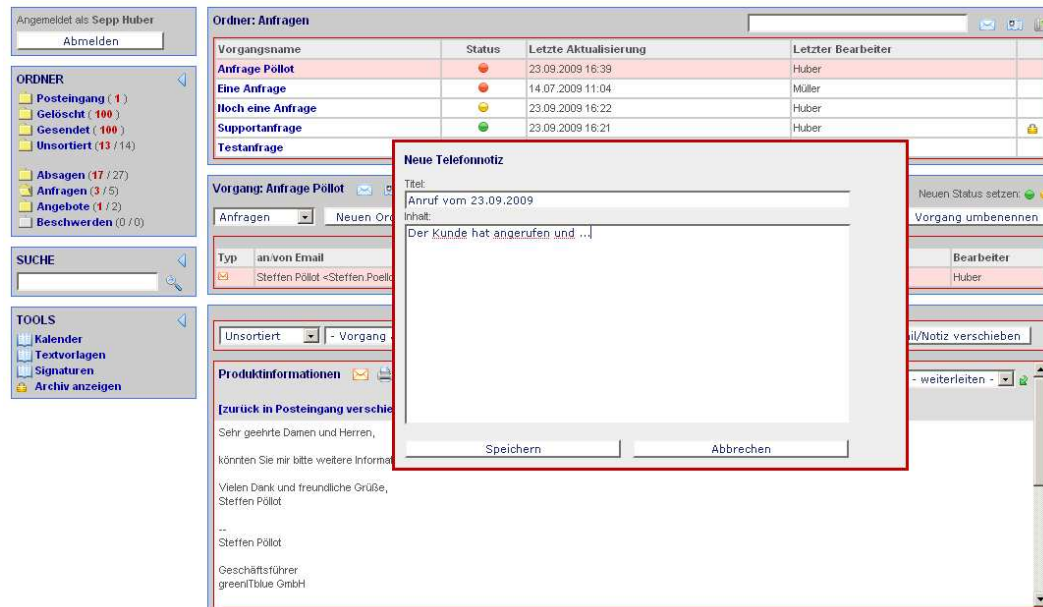 Angemeldet als Sepp Huber
Abmelden
ORDNER
Posteingang ( 1 )
Gelöscht ( 100 )
Gesendet ( 100 )
Unsortiert (13 / 14)
Absagen (17 / 27)
Anfragen (3 / 5)
Angebote (1 / 2)
Beschwerden (0 / 0)
SUCHE
TOOLS
Kalender
Textvorlagen
Signaturen
Archiv anzeigen
Ordner: Anfragen
Vorgangsname Status Letzte Aktualisierung Letzter Bearbeiter
Anfrage Pöllot 23.09.2009 16:39 Huber
Eine Anfrage 14.07.2009 11:04 Müller
Noch eine Anfrage 23.09.2009 16:22 Huber
Supportanfrage 23.09.2009 16:21 Huber
Testanfrage
Vorgang: Anfrage Pöllot Neuen Status setzen:
Anfragen Neuen Vorgang umbenennen
Typ an/von Email Bearbeiter
Steffen Pöllot Huber
Neue Telefonnotiz
Titel:
Anruf vom 23.09.2009
Inhalt:
Der Kunde hat angerufen und ...
Speichern Abbrechen
Unsortiert - Vorgang verschieben
Produktinformationen - weiterleiten -
[zurück in Posteingang
Sehr geehrte Damen und Herren,
könnten Sie mir bitte weitere
Vielen Dank und freundliche Grüße,
Steffen Pöllot
--
Steffen Pöllot
Geschäftsführer
greenITblue GmbH